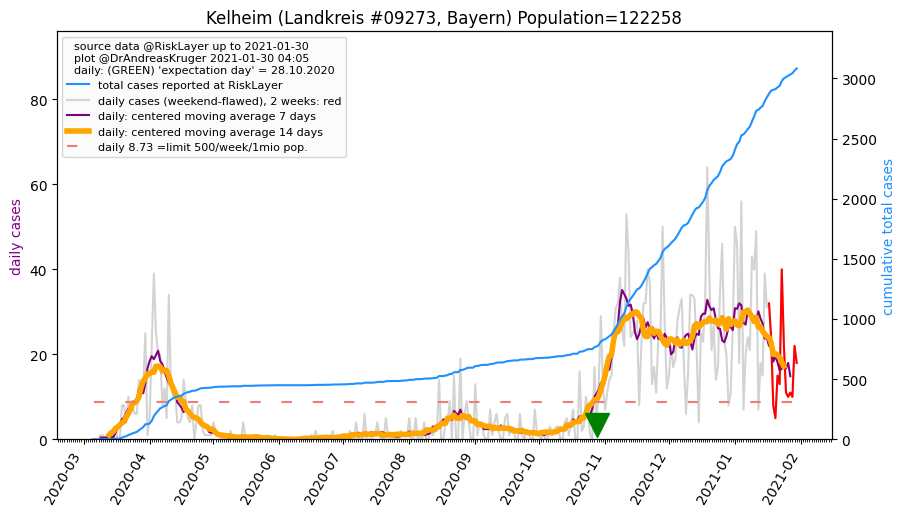 Kelheim (Landkreis #09273, Bayern) Population=122258
source data @RiskLayer up to 2021-01-30
plot @DrAndreasKruger 2021-01-30 04:05
daily: (GREEN) 'expectation day' = 28.10.2020
total cases reported at RiskLayer
daily cases (weekend-flawed), 2 weeks: red
daily: centered moving average 7 days
daily: centered moving average 14 days
daily 8.73 =limit 500/week/1mio pop.
daily cases
80
60
40
20
0
cumulative total cases
3000
2500
2000
1500
1000
500
0
2020-03
2020-04
2020-05
2020-06
2020-07
2020-08
2020-09
2020-10
2020-11
2020-12
2021-01
2021-02